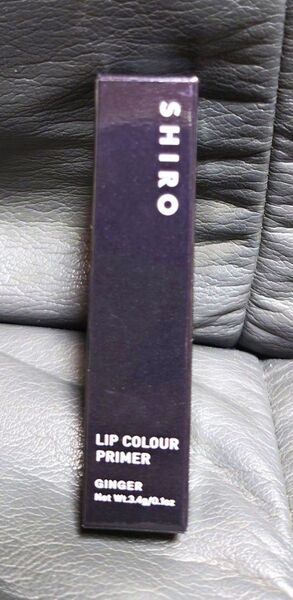 SHIRO
LIP COLOUR
PRIMER
GINGER
Net Wt.3.4g/0.1oz